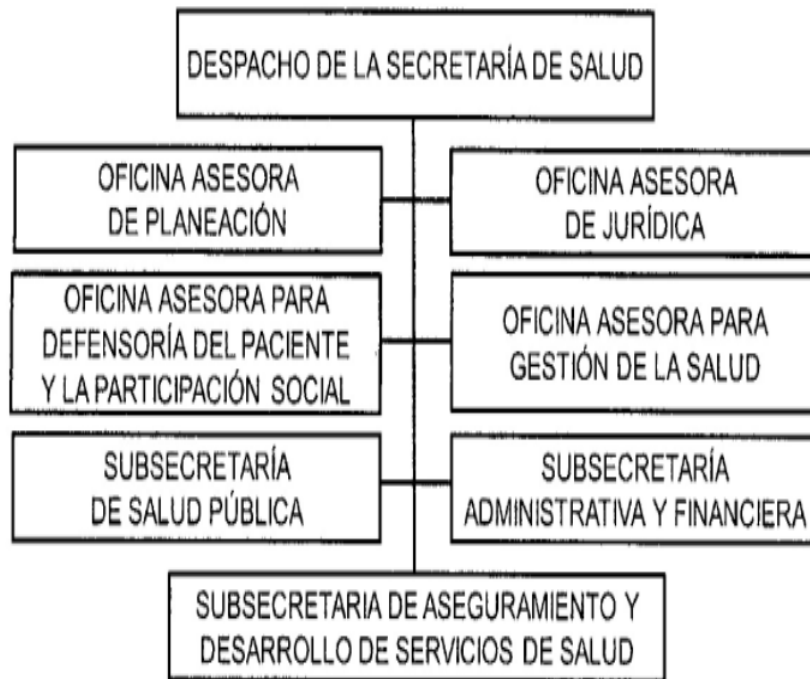 DESPACHO DE LA SECRETARÍA DE SALUD
OFICINA ASESORA
DE PLANEACIÓN
OFICINA ASESORA
DE JURÍDICA
OFICINA ASESORA PARA
DEFENSORÍA DEL PACIENTE
Y LA PARTICIPACIÓN SOCIAL
OFICINA ASESORA PARA
GESTIÓN DE LA SALUD
SUBSECRETARÍA
DE SALUD PÚBLICA
SUBSECRETARÍA
ADMINISTRATIVA Y FINANCIERA
SUBSECRETARIA DE ASEGURAMIENTO Y
DESARROLLO DE SERVICIOS DE SALUD